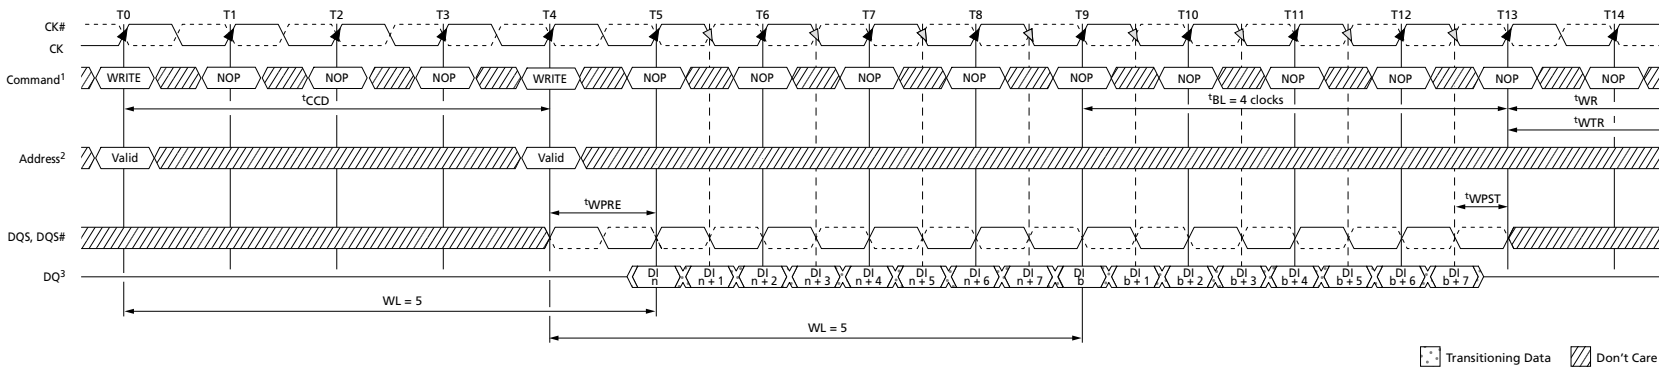 T0 T1 T2 T3 T4 T5 T6 T7 T8 T9 T10 T11 T12 T13 T14
CK#
CK
Command¹ WRITE NOP NOP NOP WRITE NOP NOP NOP NOP NOP NOP NOP NOP NOP NOP
ᵗCCD ᵗBL = 4 clocks ᵗWR
ᵗWTR
Address² Valid Valid
ᵗWPRE ᵗWPST
DQS, DQS#
DQ³ DI n DI n + 1 DI n + 2 DI n + 3 DI n + 4 DI n + 5 DI n + 6 DI n + 7 DI b DI b + 1 DI b + 2 DI b + 3 DI b + 4 DI b + 5 DI b + 6 DI b + 7
WL = 5
WL = 5
Transitioning Data Don't Care